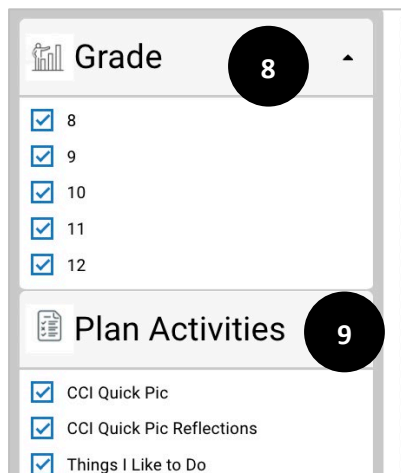 Grade
8
8
9
10
11
12
Plan Activities
9
CCI Quick Pic
CCI Quick Pic Reflections
Things I Like to Do